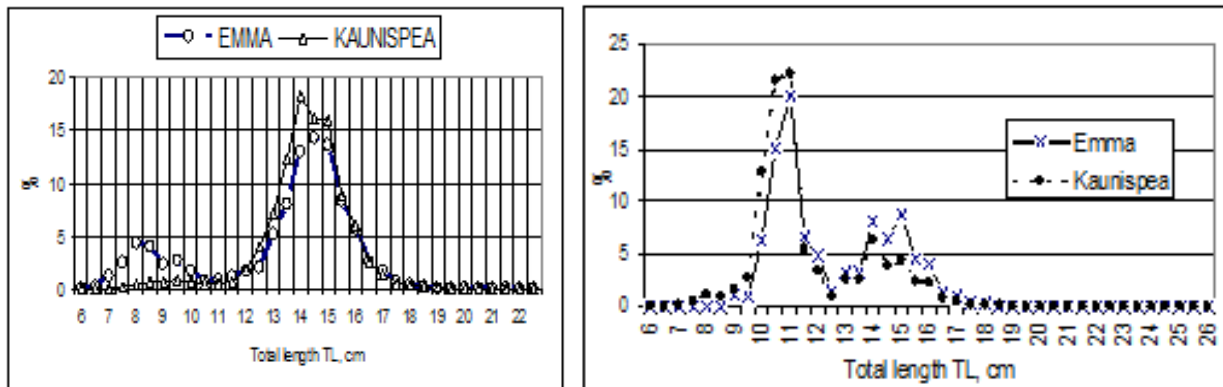 EMMA KAUNISPEA
20
15
10
5
0
%
6 7 8 9 10 11 12 13 14 15 16 17 18 19 20 21 22
Total length TL, cm
25
20
15
10
5
0
%
Emma
Kaunispea
6 7 8 9 10 11 12 13 14 15 16 17 18 19 20 21 22 23 24 25 26
Total length TL, cm